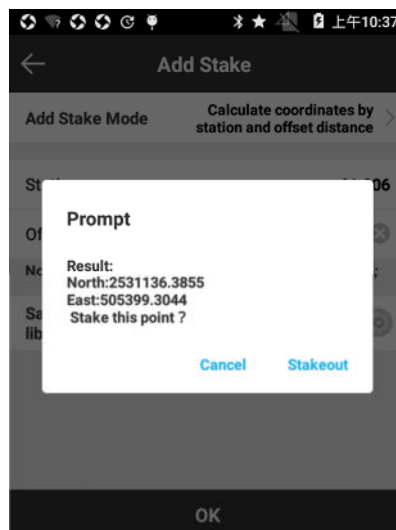 上午10:37
Add Stake
Add Stake Mode
Calculate coordinates by
station and offset distance
Prompt
Result:
North:2531136.3855
East:505399.3044
Stake this point ?
Cancel
Stakeout
OK